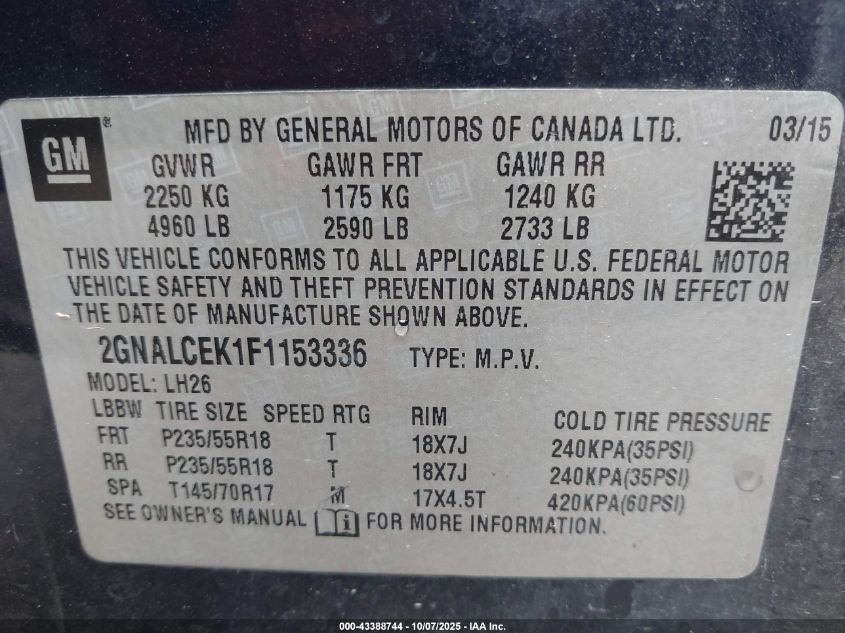 GM ® MFD BY GENERAL MOTORS OF CANADA LTD. 03/15
GVWR GAWR FRT GAWR RR
2250 KG 1175 KG 1240 KG
4960 LB 2590 LB 2733 LB
THIS VEHICLE CONFORMS TO ALL APPLICABLE U.S. FEDERAL MOTOR
VEHICLE SAFETY AND THEFT PREVENTION STANDARDS IN EFFECT ON
THE DATE OF MANUFACTURE SHOWN ABOVE.
2GNALCEK1F1153336 TYPE: M.P.V.
MODEL: LH26
LBBW TIRE SIZE SPEED RTG RIM COLD TIRE PRESSURE
FRT P235/55R18 T 18X7J 240KPA(35PSI)
RR P235/55R18 T 18X7J 240KPA(35PSI)
SPA T145/70R17 M 17X4.5T 420KPA(60PSI)
SEE OWNER'S MANUAL i FOR MORE INFORMATION.
000-43388744 - 10/07/2025 - IAA Inc.